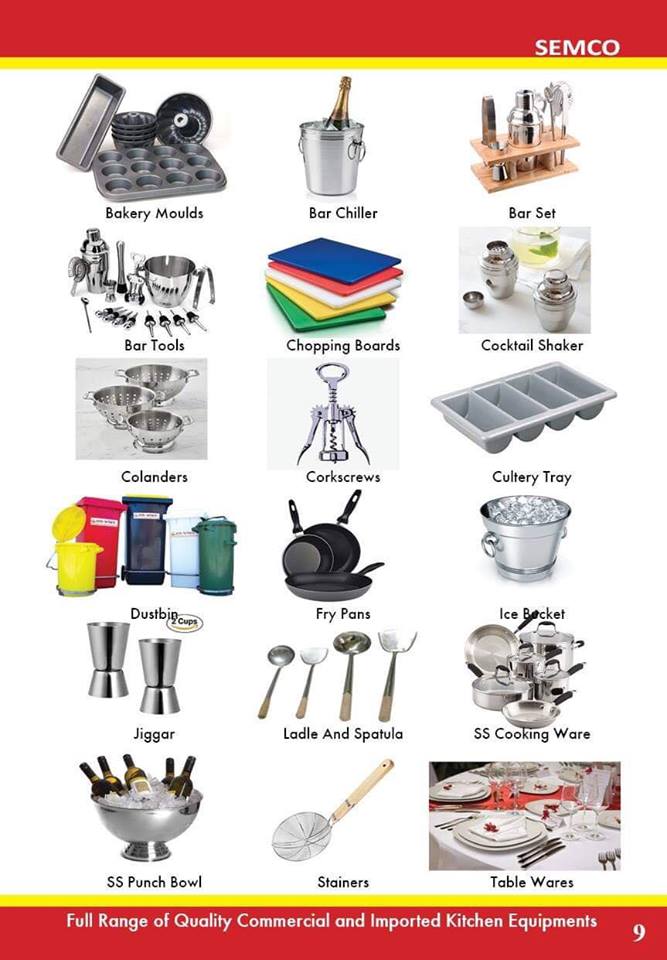 SEMCO
Bakery Moulds
Bar Chiller
Bar Set
Bar Tools
Chopping Boards
Cocktail Shaker
Colanders
Corkscrews
Cultery Tray
Dustbin
Fry Pans
Ice Bucket
2 Cups
Jiggar
Ladle And Spatula
SS Cooking Ware
SS Punch Bowl
Stainers
Table Wares
Full Range of Quality Commercial and Imported Kitchen Equipments
9